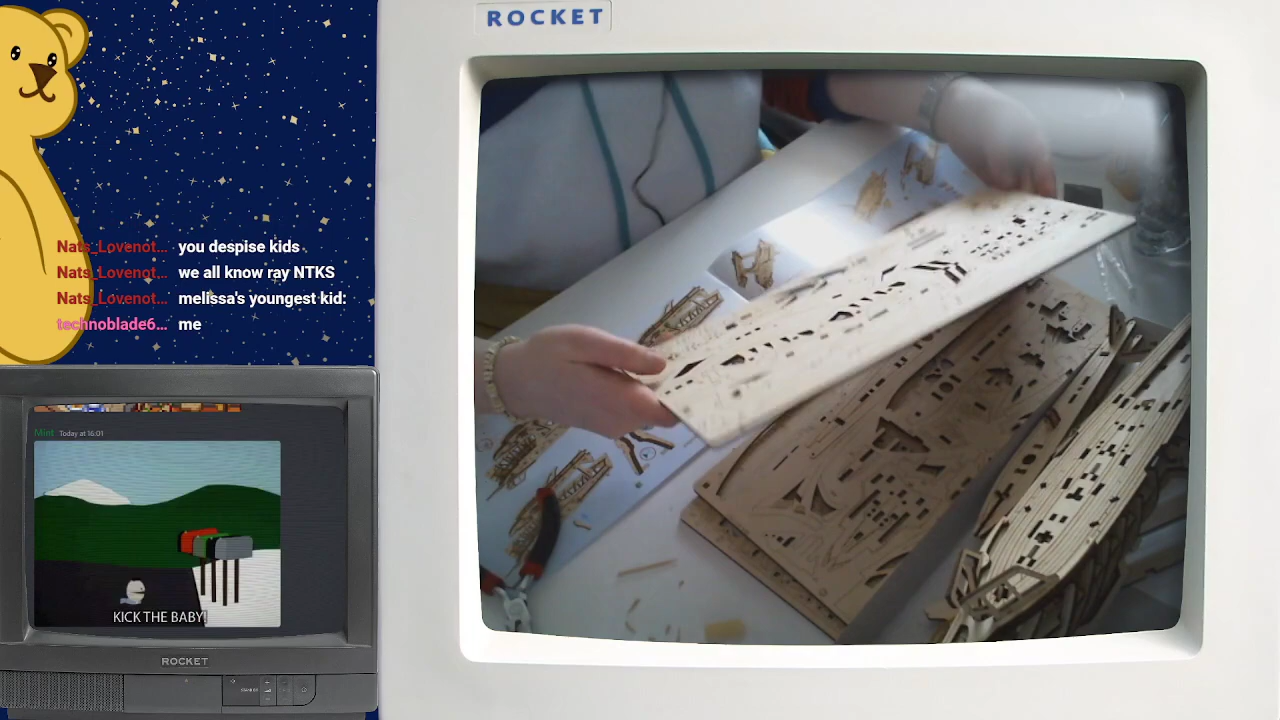 ROCKET
Nats_Lovenot... you despise kids
Nats_Lovenot... we all know ray NTKS
Nats_Lovenot... melissa's youngest kid:
technoblade6... me
Mint Today at 16:01
KICK THE BABY!
ROCKET